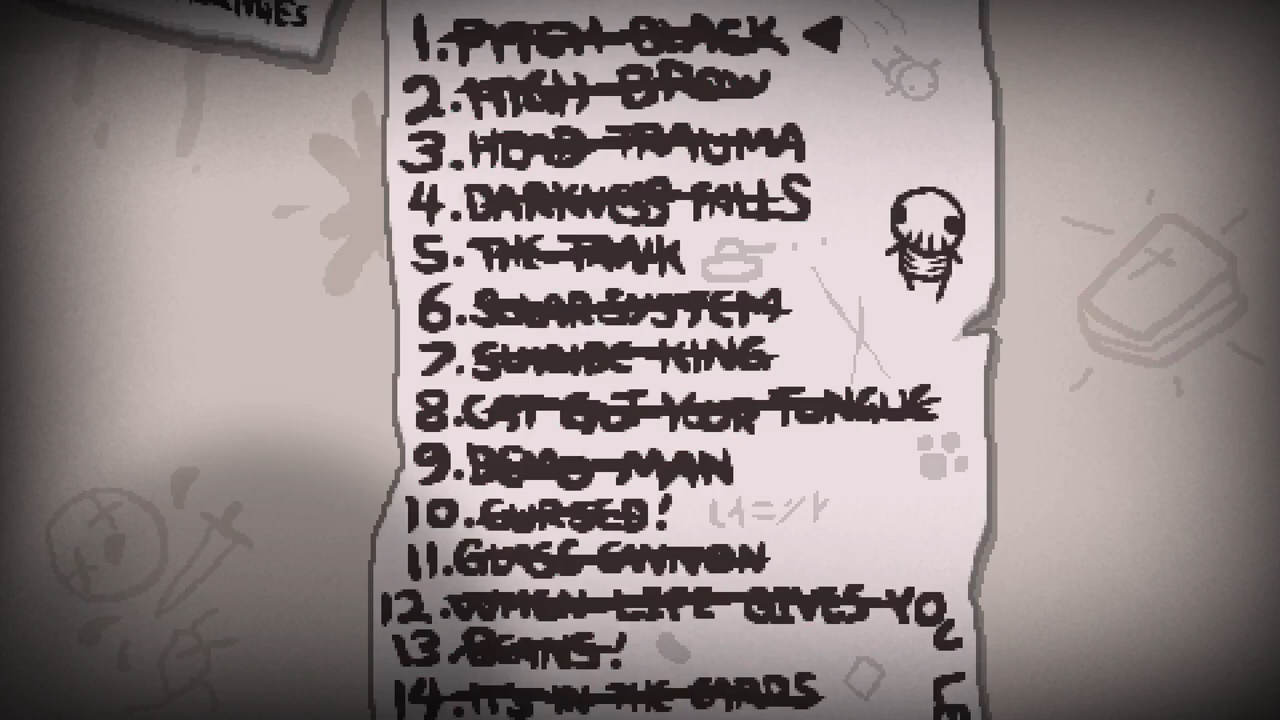 1. PITCH BLACK
2. HIGH BROW
3. HEAD TRAUMA
4. DARKNESS FALLS
5. THE TANK
6. SOLAR SYSTEM
7. SUICIDE KING
8. CAT GOT YOUR TONGUE
9. DEMO MAN
10. CURSED!
11. GLASS CANNON
12. WHEN LIFE GIVES YOU LE
13. BEANS!
14. IT'S IN THE CARDS